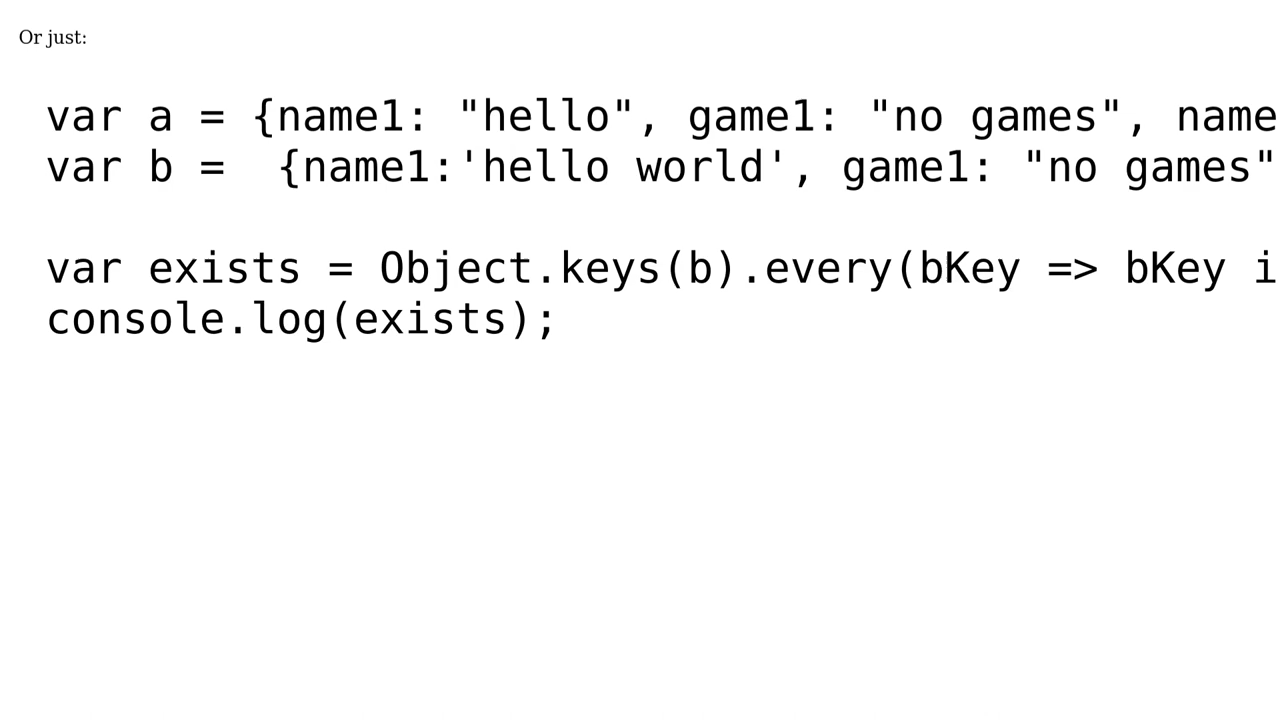 Or just:
var a = {name1: "hello", game1: "no games", name
var b =  {name1:'hello world', game1: "no games"
var exists = Object.keys(b).every(bKey => bKey i
console.log(exists);